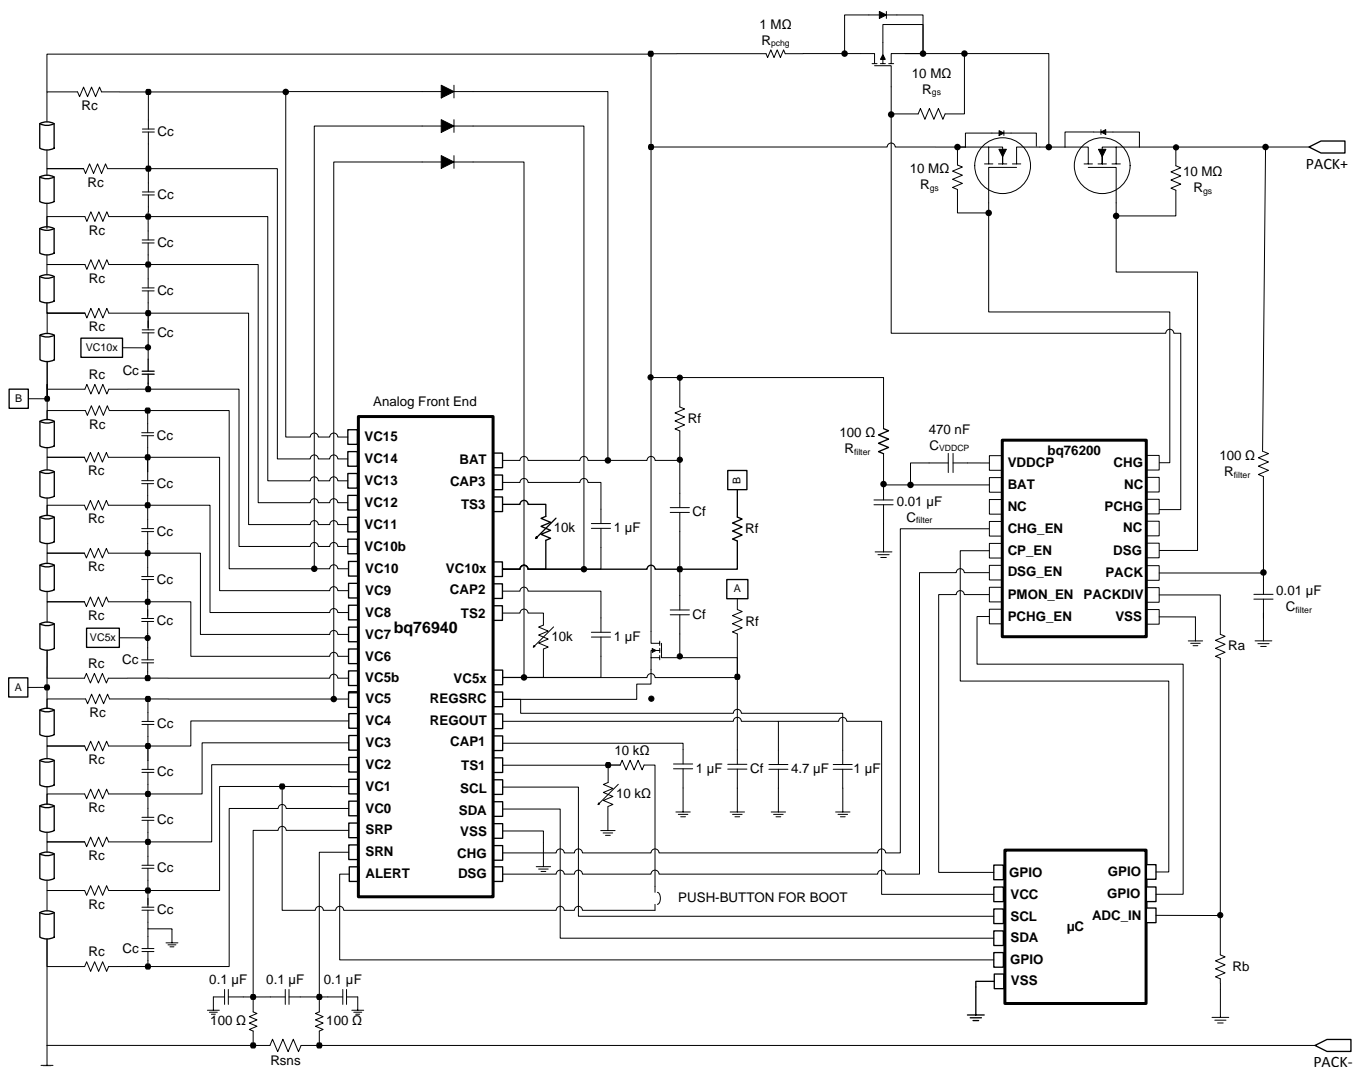 1 MΩ
Rpchg
10 MΩ
Rgs
PACK+
10 MΩ
Rgs
10 MΩ
Rgs
Rc
Cc
Rc
Cc
Rc
Cc
Rc
Cc
Rc
Cc
VC10x
Cc
Rc
B
Rc
Cc
Rc
Cc
Rc
Cc
Rc
Cc
Rc
Cc
VC5x
Cc
Rc
A
Rc
Cc
Rc
Cc
Rc
Cc
Rc
Cc
Rc
Cc
Rc
Cc
Analog Front End
bq76940
VC15
VC14
VC13
VC12
VC11
VC10b
VC10
VC9
VC8
VC7
VC6
VC5b
VC5
VC4
VC3
VC2
VC1
VC0
SRP
SRN
ALERT
BAT
CAP3
TS3
VC10x
CAP2
TS2
VC5x
REGSRC
REGOUT
CAP1
TS1
SCL
SDA
VSS
CHG
DSG
Rf
Cf
10k
1 µF
B
Rf
Cf
10k
1 µF
A
Rf
10 kΩ
10 kΩ
1 µF
Cf
4.7 µF
1 µF
PUSH-BUTTON FOR BOOT
100 Ω
Rfilter
470 nF
CVDDCP
0.01 µF
Cfilter
bq76200
VDDCP
BAT
NC
CHG_EN
CP_EN
DSG_EN
PMON_EN
PCHG_EN
CHG
NC
PCHG
NC
DSG
PACK
PACKDIV
VSS
100 Ω
Rfilter
0.01 µF
Cfilter
Ra
Rb
µC
GPIO
VCC
SCL
SDA
GPIO
VSS
GPIO
GPIO
ADC_IN
0.1 µF
0.1 µF
0.1 µF
100 Ω
100 Ω
Rsns
PACK-